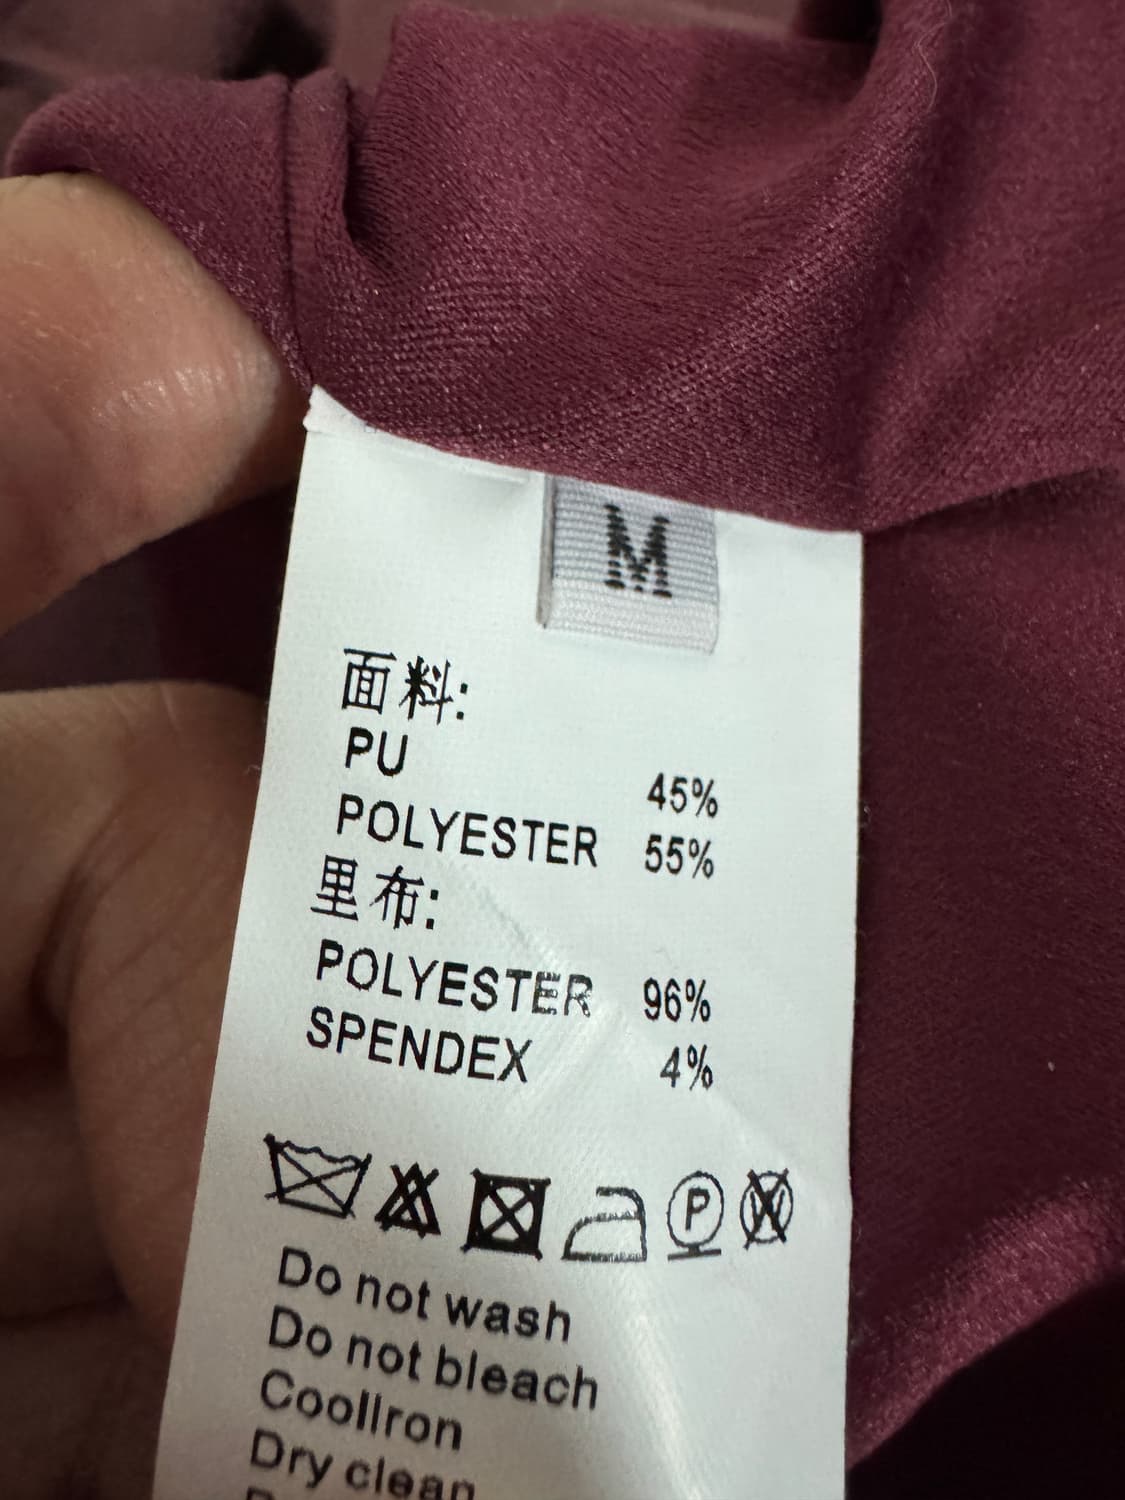 M
面料:
PU 45%
POLYESTER 55%
里布:
POLYESTER 96%
SPENDEX 4%
P W
Do not wash
Do not bleach
CoolIron
Dry clean